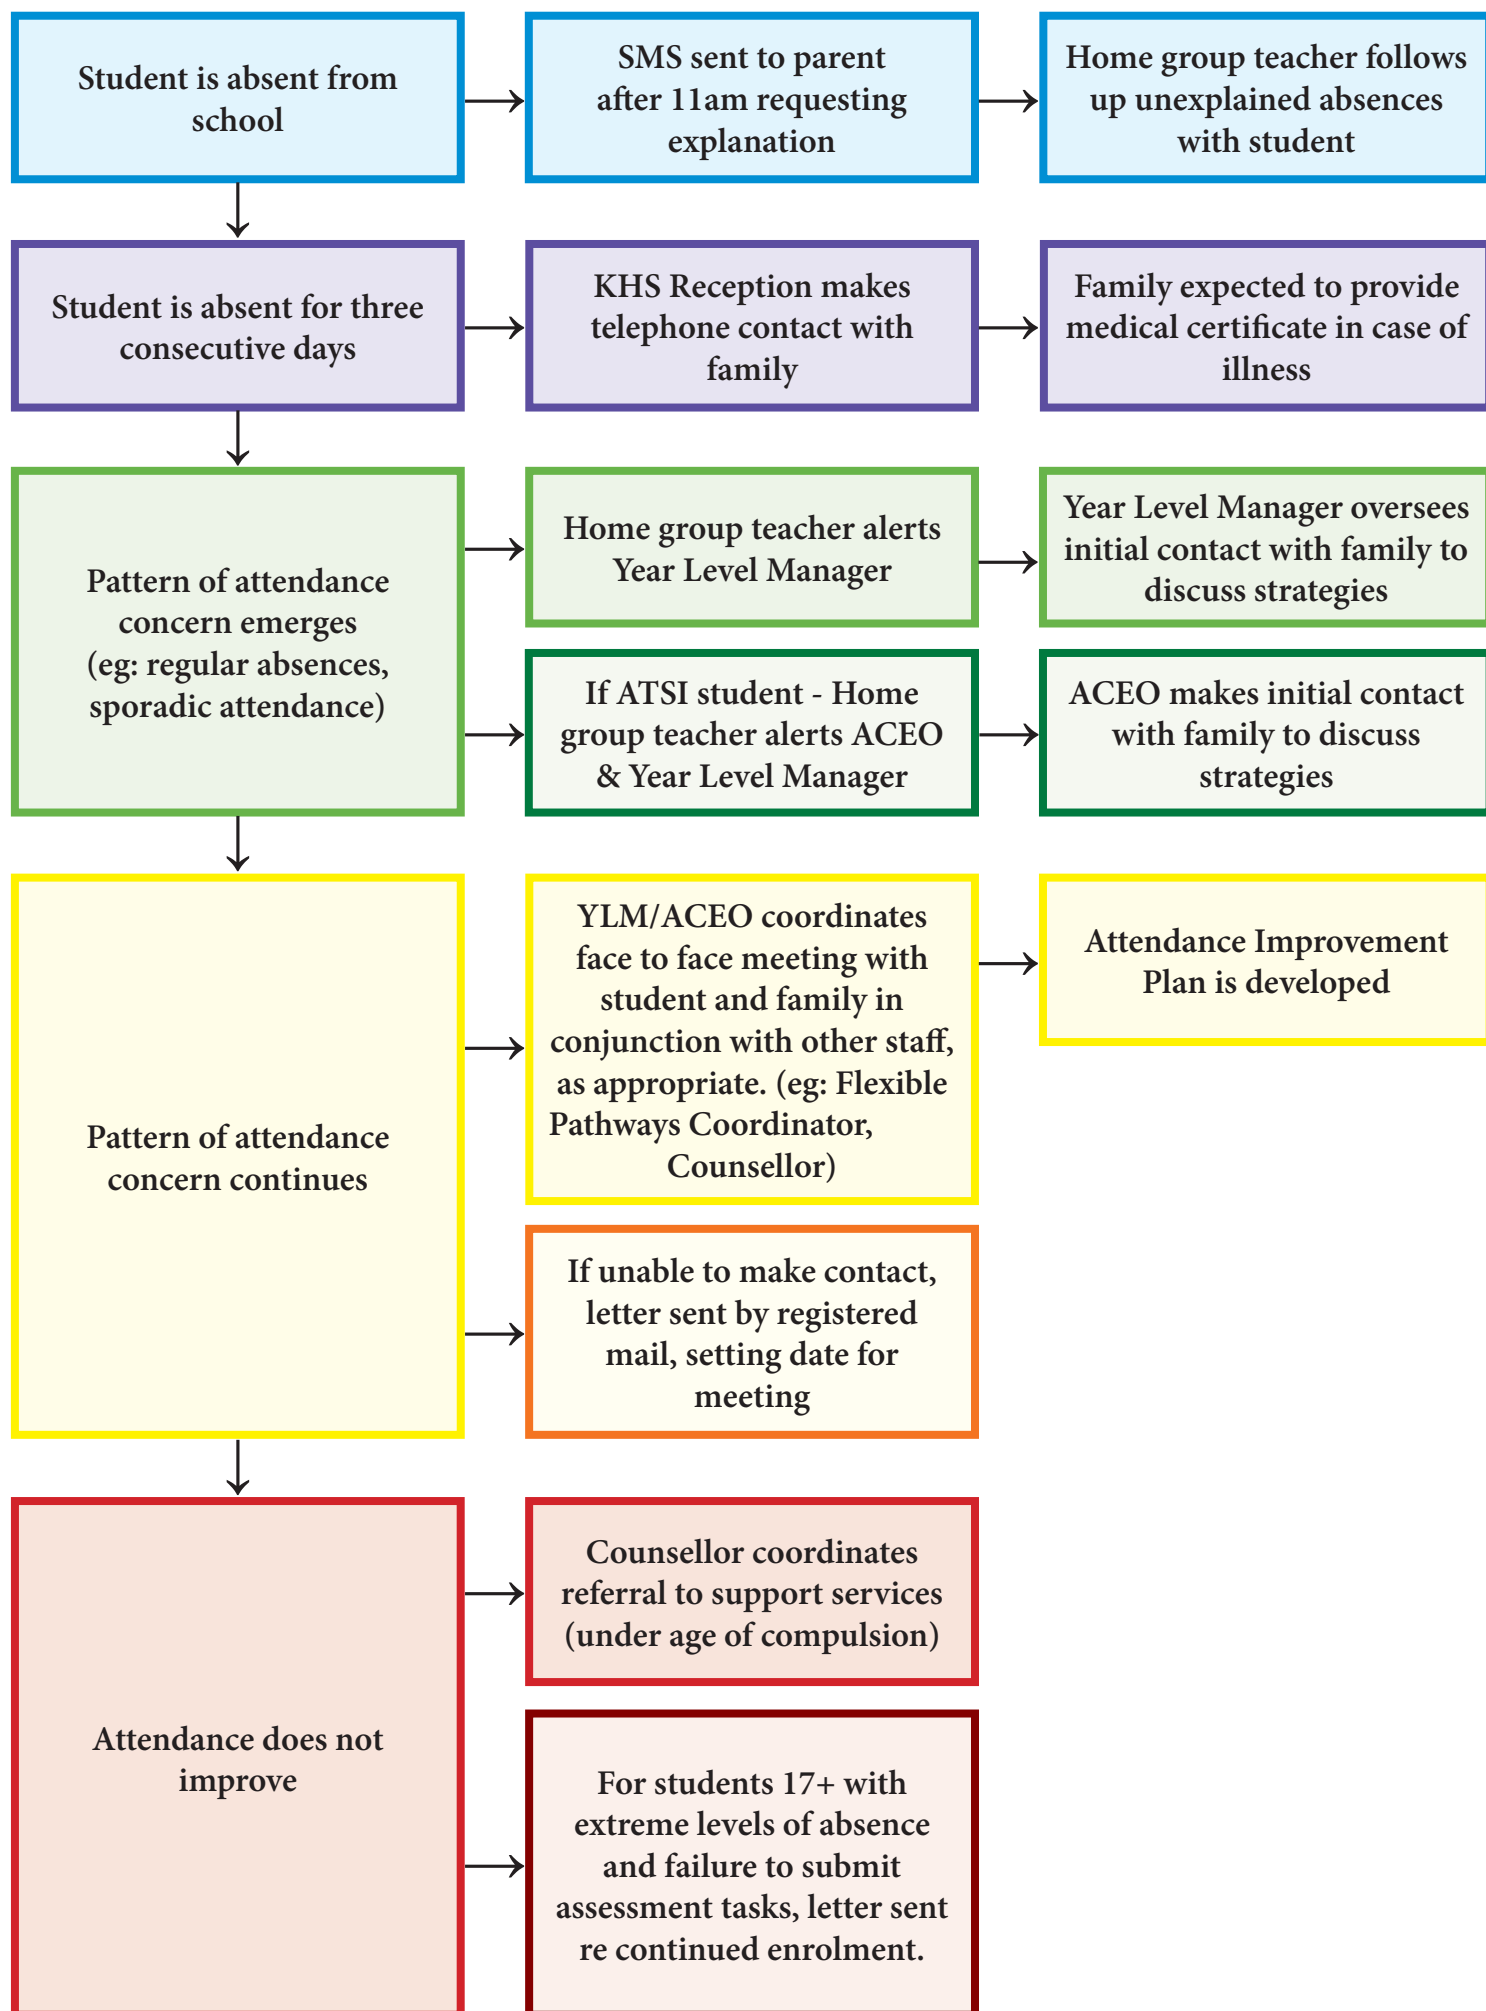 Student is absent from
school
SMS sent to parent
after 11am requesting
explanation
Home group teacher follows
up unexplained absences
with student
Student is absent for three
consecutive days
KHS Reception makes
telephone contact with
family
Family expected to provide
medical certificate in case of
illness
Pattern of attendance
concern emerges
(eg: regular absences,
sporadic attendance)
Home group teacher alerts
Year Level Manager
Year Level Manager oversees
initial contact with family to
discuss strategies
If ATSI student - Home
group teacher alerts ACEO
& Year Level Manager
ACEO makes initial contact
with family to discuss
strategies
Pattern of attendance
concern continues
YLM/ACEO coordinates
face to face meeting with
student and family in
conjunction with other staff,
as appropriate. (eg: Flexible
Pathways Coordinator,
Counsellor)
Attendance Improvement
Plan is developed
If unable to make contact,
letter sent by registered
mail, setting date for
meeting
Attendance does not
improve
Counsellor coordinates
referral to support services
(under age of compulsion)
For students 17+ with
extreme levels of absence
and failure to submit
assessment tasks, letter sent
re continued enrolment.